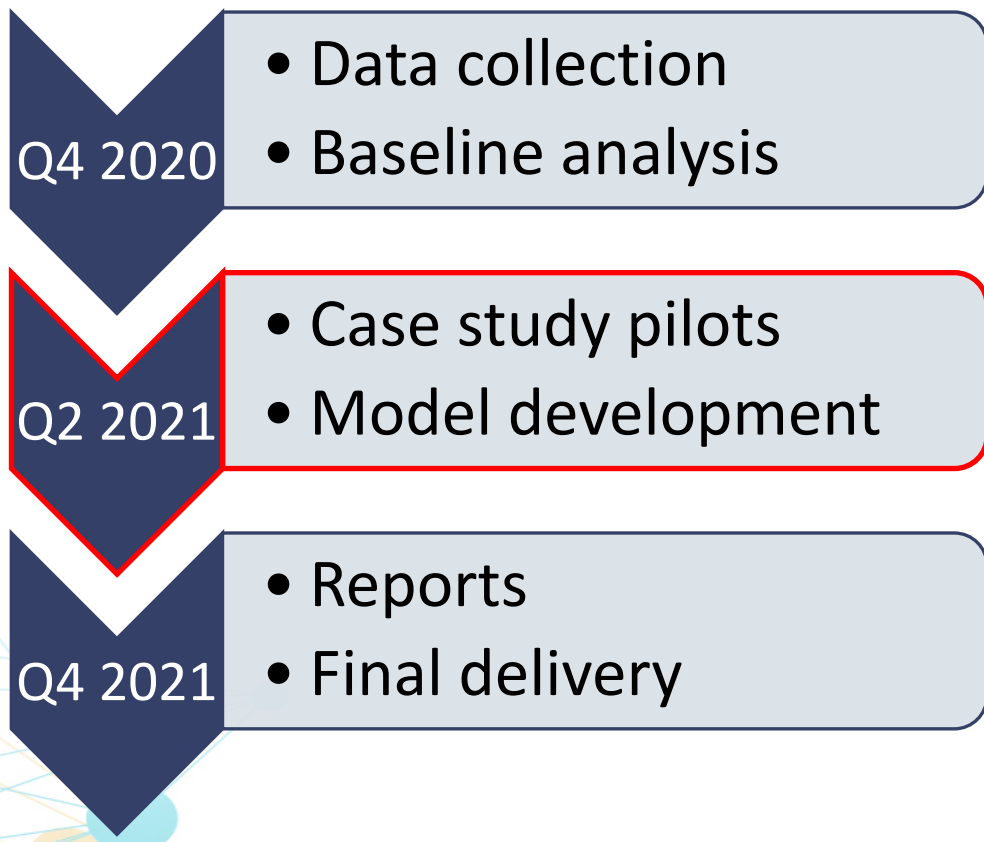 Q4 2020
• Data collection
• Baseline analysis
Q2 2021
• Case study pilots
• Model development
Q4 2021
• Reports
• Final delivery